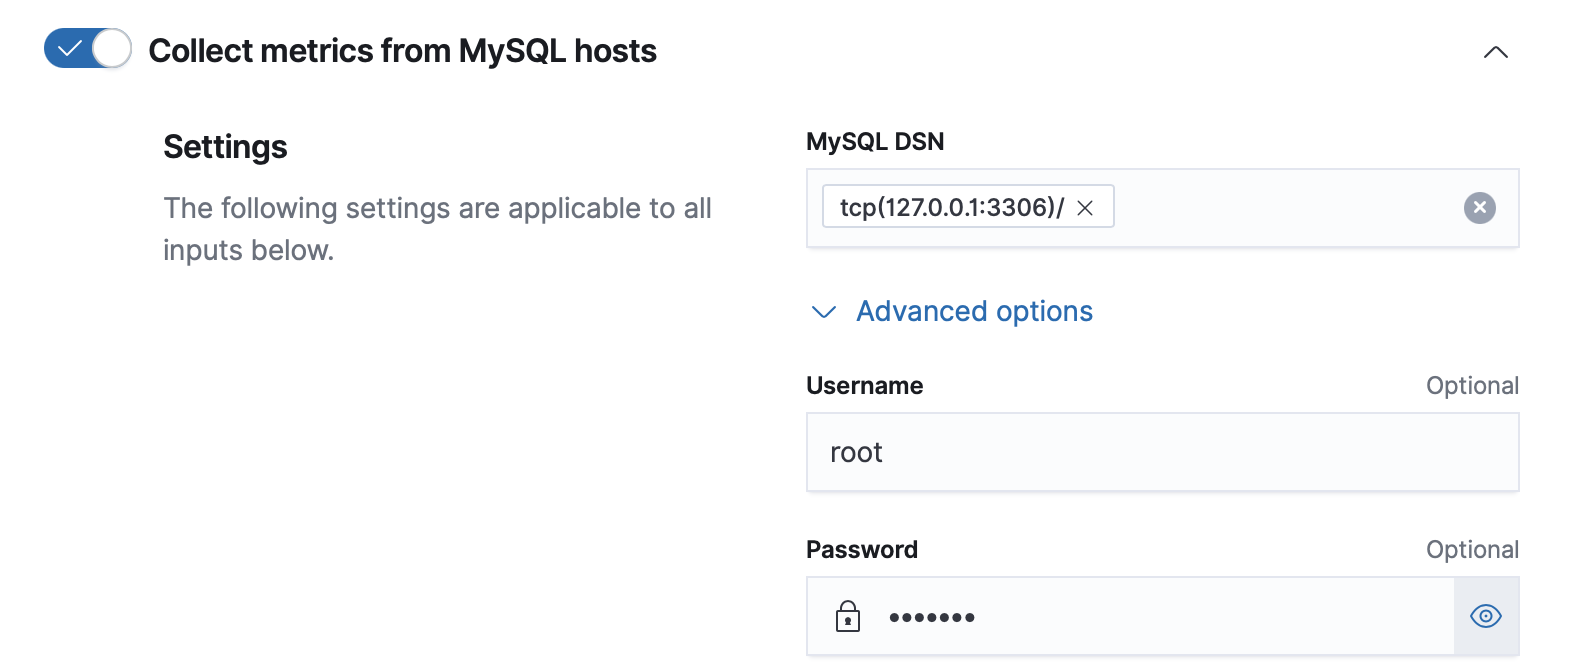 Collect metrics from MySQL hosts
Settings
The following settings are applicable to all
inputs below.
MySQL DSN
tcp(127.0.0.1:3306)/
Advanced options
Username
Optional
root
Password
Optional
•••••••